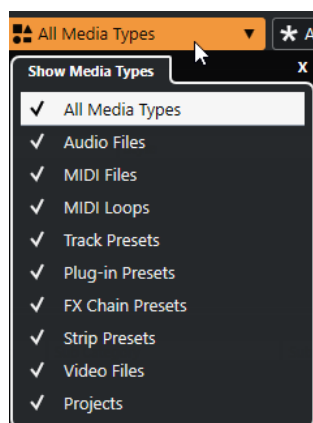 All Media Types A
Show Media Types X
All Media Types
Audio Files
MIDI Files
MIDI Loops
Track Presets
Plug-in Presets
FX Chain Presets
Strip Presets
Video Files
Projects